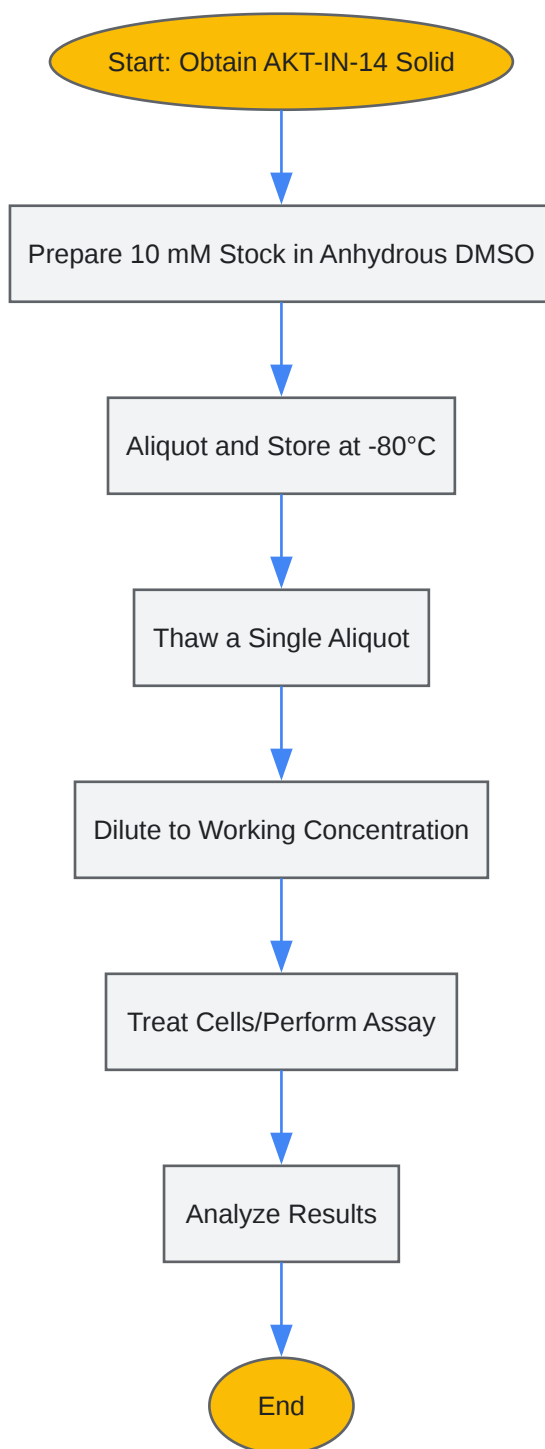 Start: Obtain AKT-IN-14 Solid
Prepare 10 mM Stock in Anhydrous DMSO
Aliquot and Store at -80°C
Thaw a Single Aliquot
Dilute to Working Concentration
Treat Cells/Perform Assay
Analyze Results
End